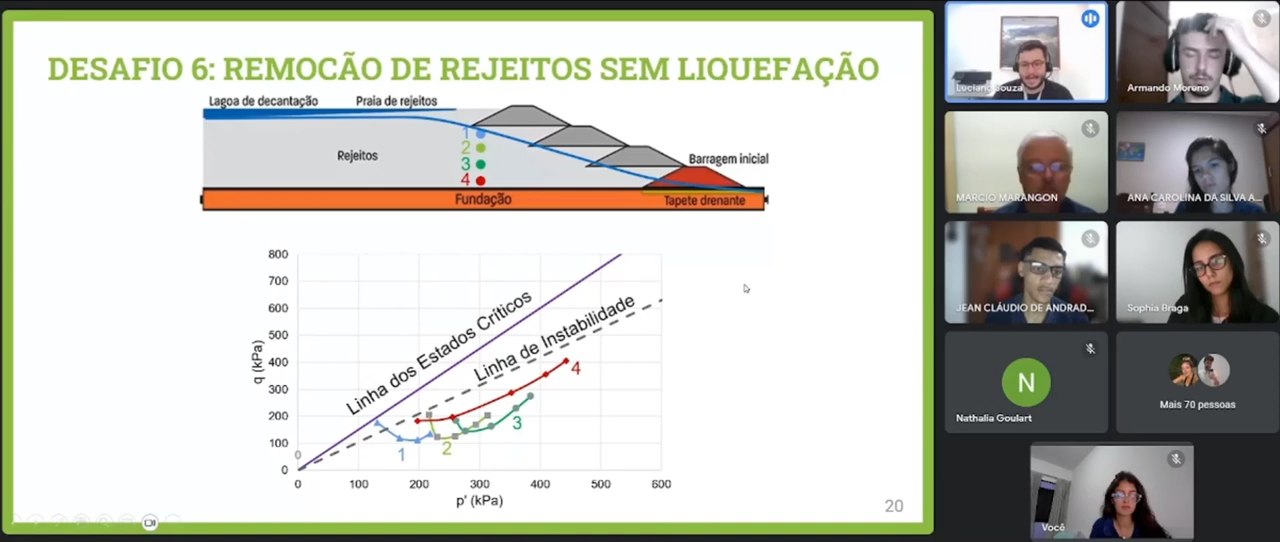 DESAFIO 6: REMOÇÃO DE REJEITOS SEM LIQUEFAÇÃO
Lagoa de decantação
Praia de rejeitos
Rejeitos
1
2
3
4
Barragem inicial
Fundação
Tapete drenante
800
700
600
500
400
300
200
100
0
q (kPa)
0
Linha dos Estados Críticos
Linha de Instabilidade
1
2
3
4
0
100
200
300
400
500
600
p' (kPa)
20
Luciano Souza
Armando Moreno
MARCIO MARANGON
ANA CAROLINA DA SILVA A...
JEAN CLÁUDIO DE ANDRAD...
Sophia Braga
N
Nathalia Goulart
Mais 70 pessoas
Você